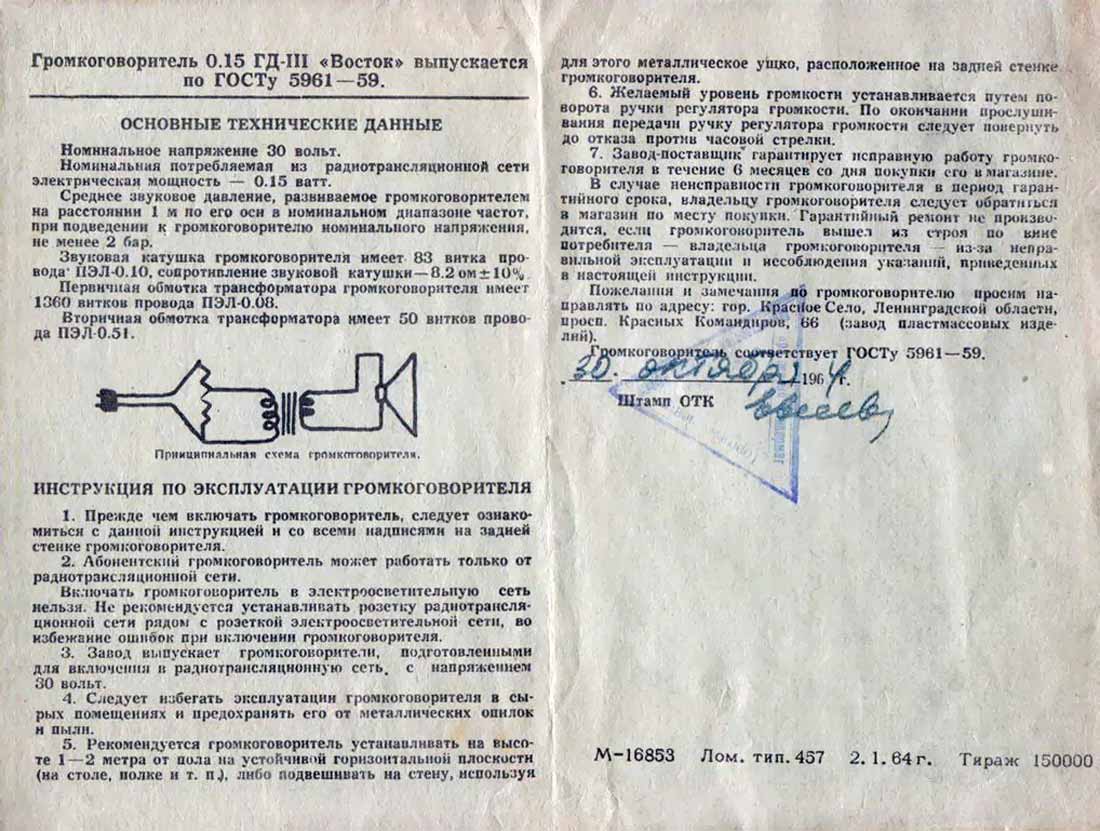 Громкоговоритель 0.15 ГД-III «Восток» выпускается
по ГОСТу 5961—59.
ОСНОВНЫЕ ТЕХНИЧЕСКИЕ ДАННЫЕ
Номинальное напряжение 30 вольт.
Номинальная потребляемая из радиотрансляционной сети
электрическая мощность — 0.15 ватт.
Среднее звуковое давление, развиваемое громкоговорителем
на расстоянии 1 м по его оси в номинальном диапазоне частот,
при подведении к громкоговорителю номинального напряжения,
не менее 2 бар.
Звуковая катушка громкоговорителя имеет 83 витка про-
вода ПЭЛ-0.10, сопротивление звуковой катушки—8.2 ом±10%.
Первичная обмотка трансформатора громкоговорителя имеет
1360 витков провода ПЭЛ-0.08.
Вторичная обмотка трансформатора имеет 50 витков прово-
да ПЭЛ-0.51.
Принципиальная схема громкоговорителя.
ИНСТРУКЦИЯ ПО ЭКСПЛУАТАЦИИ ГРОМКОГОВОРИТЕЛЯ
1. Прежде чем включать громкоговоритель, следует ознако-
миться с данной инструкцией и со всеми надписями на задней
стенке громкоговорителя.
2. Абонентский громкоговоритель может работать только от
радиотрансляционной сети.
Включать громкоговоритель в электроосветительную сеть
нельзя. Не рекомендуется устанавливать розетку радиотрансля-
ционной сети рядом с розеткой электроосветительной сети, во
избежание ошибок при включении громкоговорителя.
3. Завод выпускает громкоговорители, подготовленными
для включения в радиотрансляционную сеть, с напряжением
30 вольт.
4. Следует избегать эксплуатации громкоговорителя в сы-
рых помещениях и предохранять его от металлических опилок
и пыли.
5. Рекомендуется громкоговоритель устанавливать на высо-
те 1—2 метра от пола на устойчивой горизонтальной плоскости
(на столе, полке и т. п.), либо подвешивать на стену, используя
для этого металлическое ушко, расположенное на задней стенке
громкоговорителя.
6. Желаемый уровень громкости устанавливается путем по-
ворота ручки регулятора громкости. По окончании прослуши-
вания передачи ручку регулятора громкости следует повернуть
до отказа против часовой стрелки.
7. Завод-поставщик гарантирует исправную работу громко-
говорителя в течение 6 месяцев со дня покупки его в магазине.
В случае неисправности громкоговорителя в период гаран-
тийного срока, владельцу громкоговорителя следует обратиться
в магазин по месту покупки. Гарантийный ремонт не произво-
дится, если громкоговоритель вышел из строя по вине
потребителя — владельца громкоговорителя — из-за непра-
вильной эксплуатации и несоблюдения указаний, приведенных
в настоящей инструкции.
Пожелания и замечания по громкоговорителю просим на-
правлять по адресу: гор. Красное Село, Ленинградской области,
просп. Красных Командиров, 66 (завод пластмассовых изде-
лий).
Громкоговоритель соответствует ГОСТу 5961—59.
30 октября 1964 г.
Штамп ОТК
М-16853 Лом. тип. 457 2. 1. 64 г. Тираж 150000